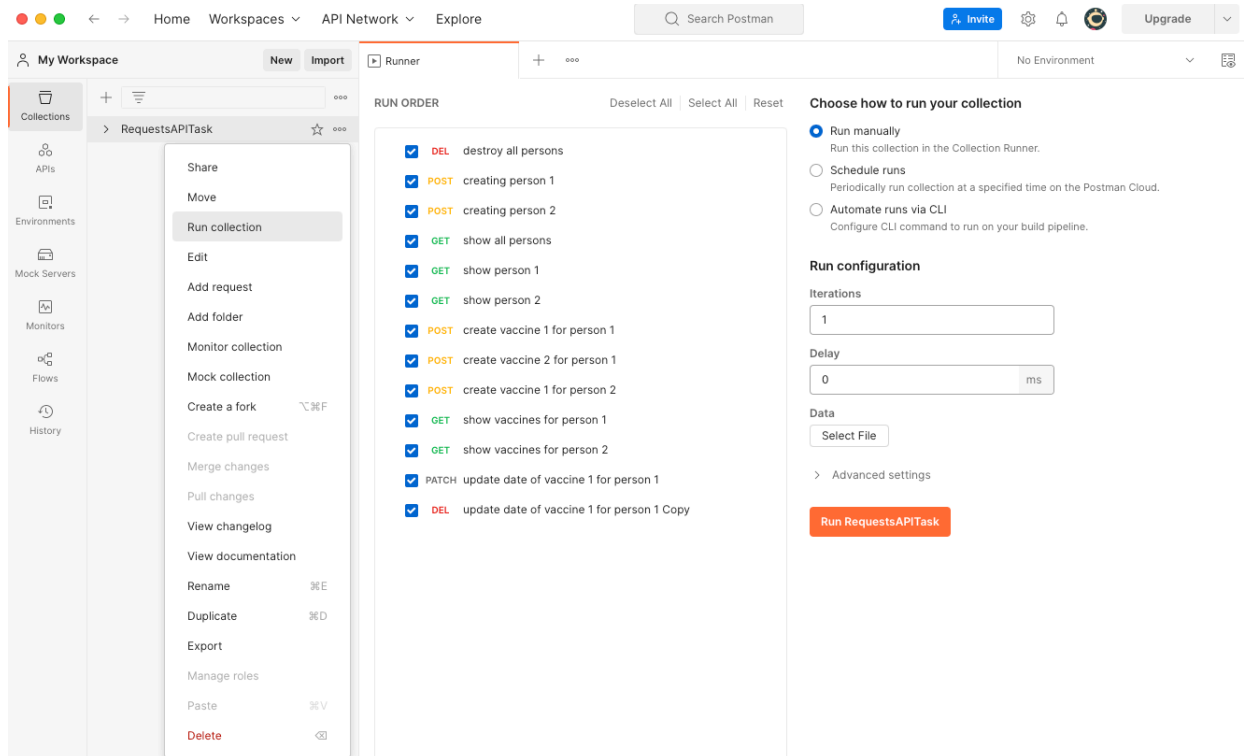 Home Workspaces API Network Explore Search Postman Invite Upgrade
My Workspace New Import Runner No Environment
Collections
APIs
Environments
Mock Servers
Monitors
Flows
History
RequestsAPITask
Share
Move
Run collection
Edit
Add request
Add folder
Monitor collection
Mock collection
Create a fork ⌥⌘F
Create pull request
Merge changes
Pull changes
View changelog
View documentation
Rename ⌘E
Duplicate ⌘D
Export
Manage roles
Paste ⌘V
Delete ⌫
RUN ORDER Deselect All Select All Reset
DEL destroy all persons
POST creating person 1
POST creating person 2
GET show all persons
GET show person 1
GET show person 2
POST create vaccine 1 for person 1
POST create vaccine 2 for person 1
POST create vaccine 1 for person 2
GET show vaccines for person 1
GET show vaccines for person 2
PATCH update date of vaccine 1 for person 1
DEL update date of vaccine 1 for person 1 Copy
Choose how to run your collection
Run manually
Run this collection in the Collection Runner.
Schedule runs
Periodically run collection at a specified time on the Postman Cloud.
Automate runs via CLI
Configure CLI command to run on your build pipeline.
Run configuration
Iterations
1
Delay
0 ms
Data
Select File
Advanced settings
Run RequestsAPITask